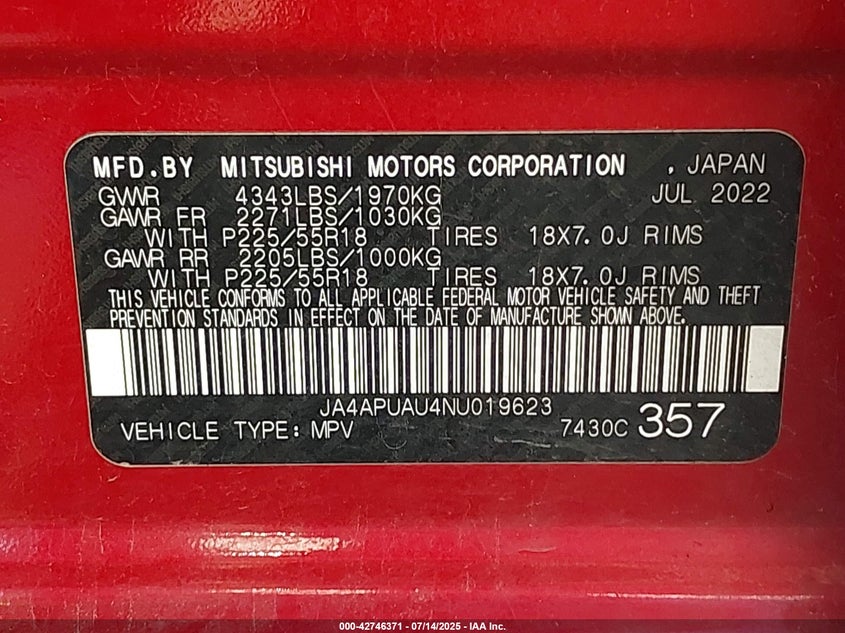 MFD.BY MITSUBISHI MOTORS CORPORATION , JAPAN
GVWR 4343LBS/1970KG JUL 2022
GAWR FR 2271LBS/1030KG
WITH P225/55R18 TIRES 18X7.0J RIMS
GAWR RR 2205LBS/1000KG
WITH P225/55R18 TIRES 18X7.0J RIMS
THIS VEHICLE CONFORMS TO ALL APPLICABLE FEDERAL MOTOR VEHICLE SAFETY AND THEFT
PREVENTION STANDARDS IN EFFECT ON THE DATE OF MANUFACTURE SHOWN ABOVE.
JA4APUAU4NU019623
VEHICLE TYPE: MPV 7430C 357
000-42746371 - 07/14/2025 - IAA Inc.